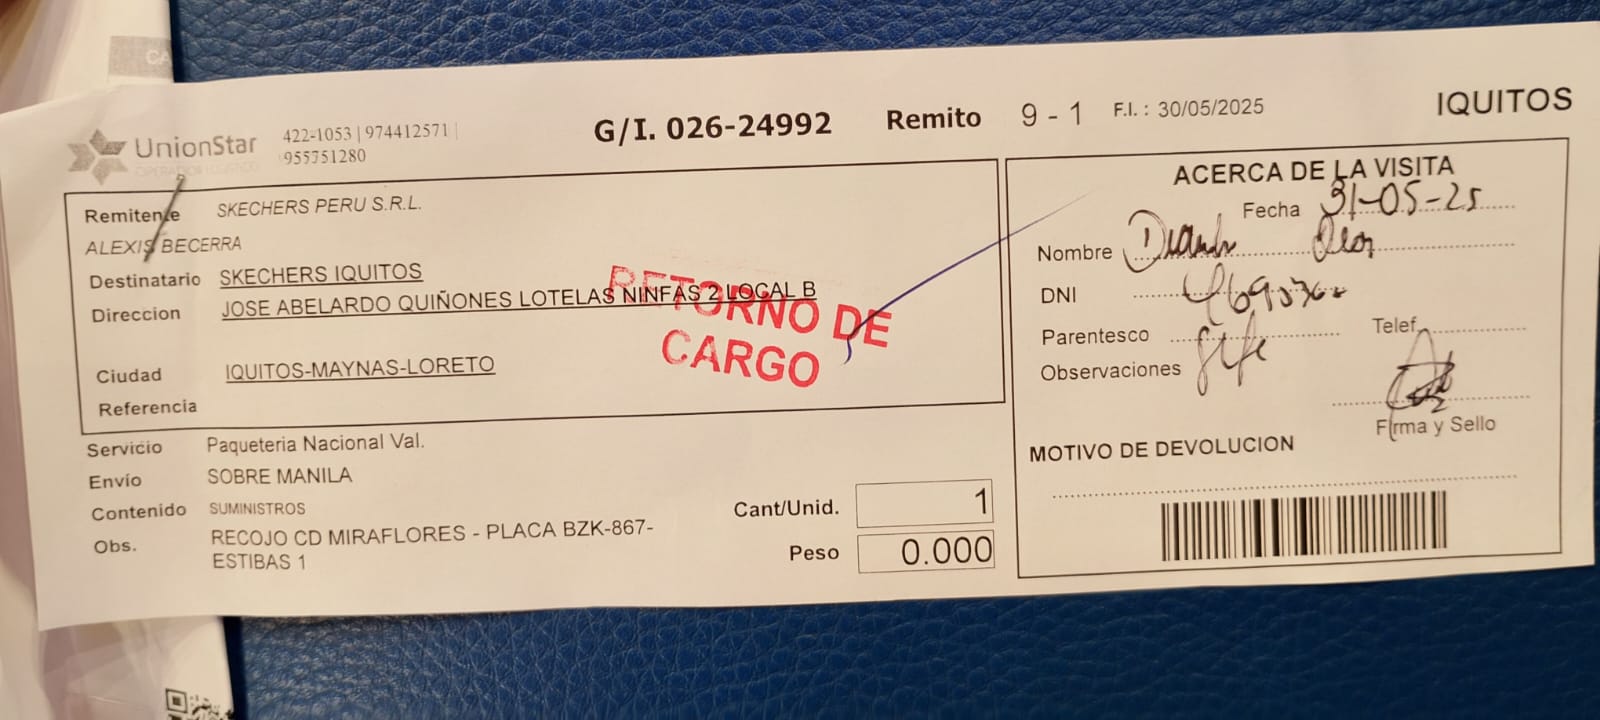 CA
UnionStar
OPERADOR LOGISTICO
422-1053 | 974412571 |
955751280
G/I. 026-24992
Remito 9 - 1 F.I. : 30/05/2025
IQUITOS
Remitente SKECHERS PERU S.R.L.
ALEXIS BECERRA
Destinatario SKECHERS IQUITOS
Direccion JOSE ABELARDO QUIÑONES LOTELAS NINFAS 2 LOCAL B
Ciudad IQUITOS-MAYNAS-LORETO
Referencia
RETORNO DE
CARGO
Servicio Paqueteria Nacional Val.
Envío SOBRE MANILA
Contenido SUMINISTROS
Obs. RECOJO CD MIRAFLORES - PLACA BZK-867-
ESTIBAS 1
Cant/Unid. 1
Peso 0.000
ACERCA DE LA VISITA
Fecha 31-05-25
Nombre
DNI
Parentesco Jefe Telef.
Observaciones
Firma y Sello
MOTIVO DE DEVOLUCION